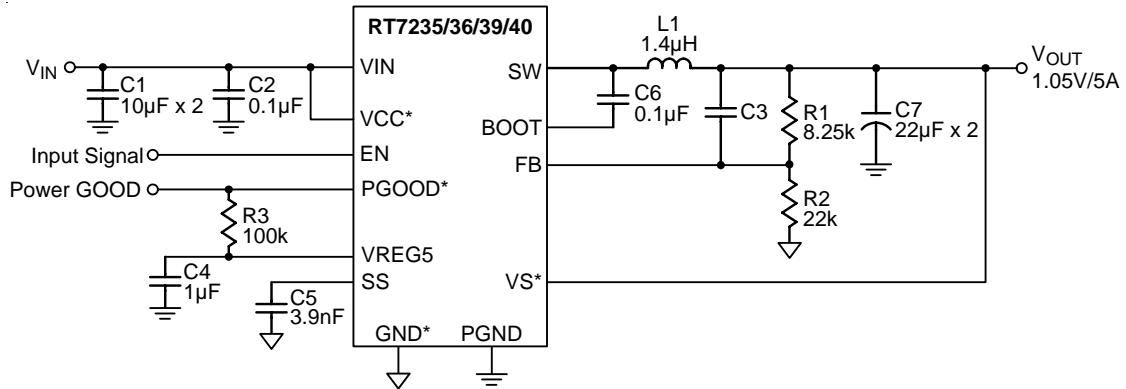 RT7235/36/39/40
VIN
VIN
C1
10µF x 2
C2
0.1µF
VCC*
Input Signal
EN
Power GOOD
PGOOD*
R3
100k
VREG5
C4
1µF
SS
C5
3.9nF
GND*
PGND
SW
L1
1.4µH
C6
0.1µF
BOOT
C3
R1
8.25k
C7
22µF x 2
VOUT
1.05V/5A
FB
R2
22k
VS*